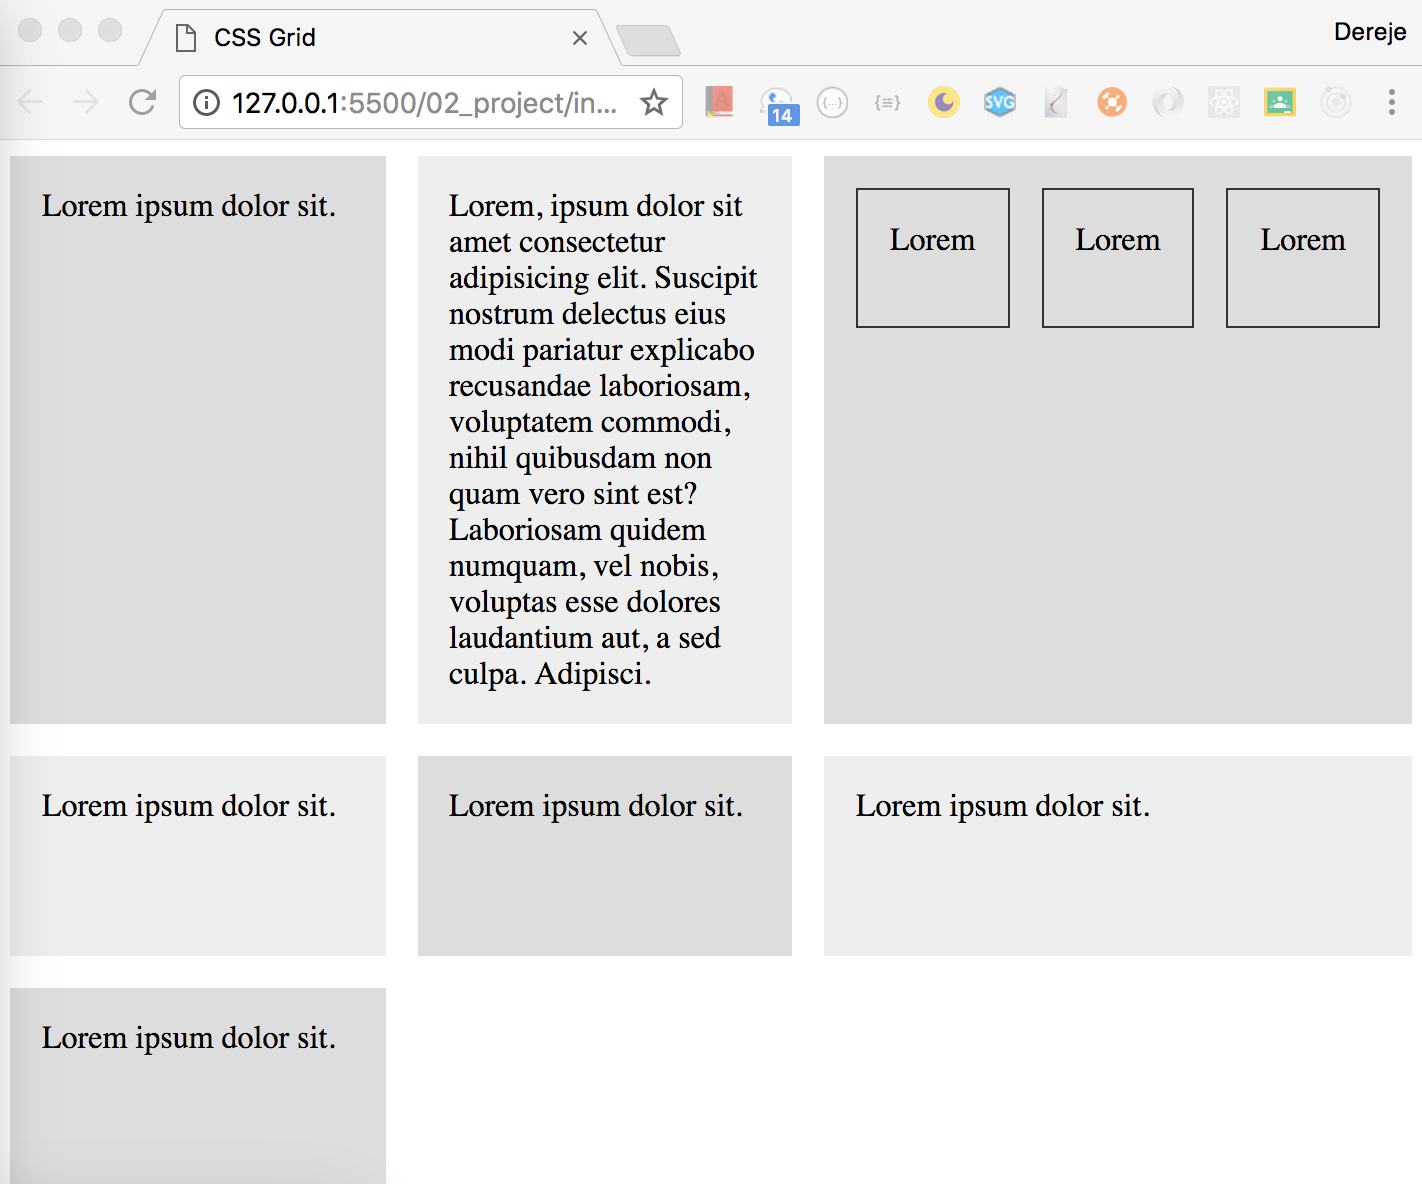 CSS Grid
Dereje
127.0.0.1:5500/02_project/in...
A
14
{...}
{≡}
SVG
Lorem ipsum dolor sit.
Lorem, ipsum dolor sit
amet consectetur
adipisicing elit. Suscipit
nostrum delectus eius
modi pariatur explicabo
recusandae laboriosam,
voluptatem commodi,
nihil quibusdam non
quam vero sint est?
Laboriosam quidem
numquam, vel nobis,
voluptas esse dolores
laudantium aut, a sed
culpa. Adipisci.
Lorem
Lorem
Lorem
Lorem ipsum dolor sit.
Lorem ipsum dolor sit.
Lorem ipsum dolor sit.
Lorem ipsum dolor sit.